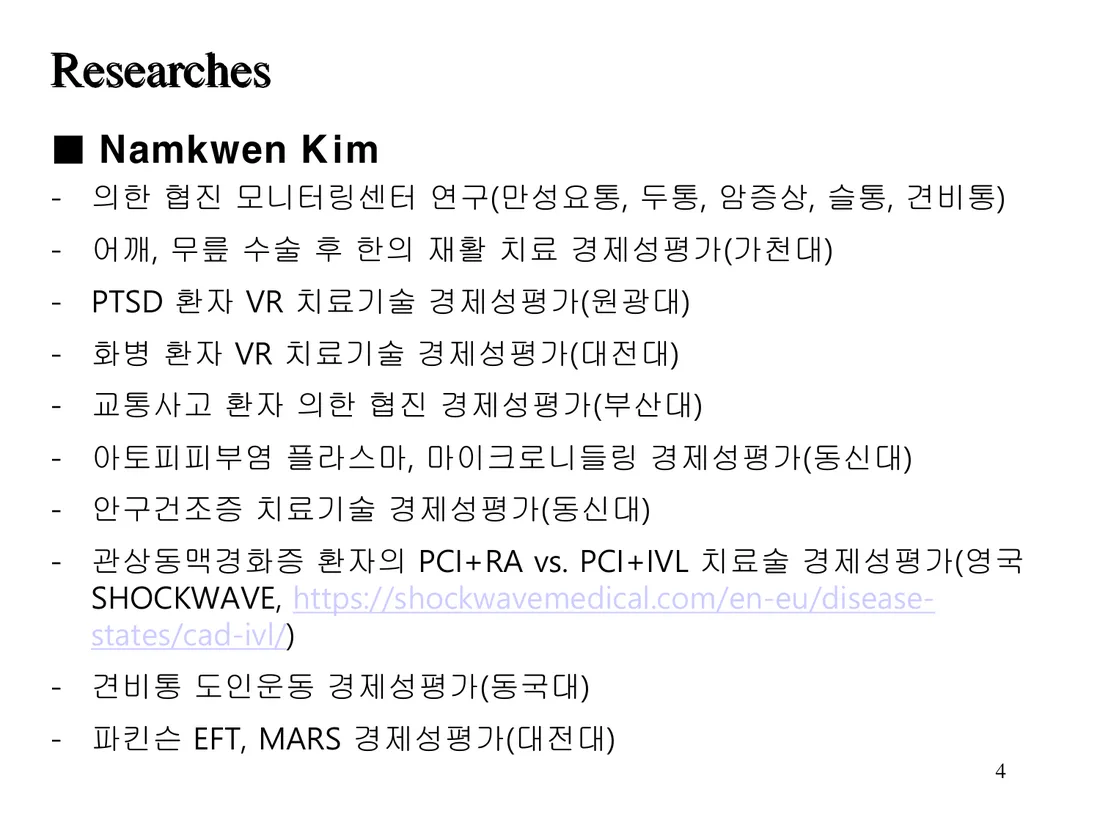 Researches
■ Namkwen Kim
- 의한 협진 모니터링센터 연구(만성요통, 두통, 암증상, 슬통, 견비통)
- 어깨, 무릎 수술 후 한의 재활 치료 경제성평가(가천대)
- PTSD 환자 VR 치료기술 경제성평가(원광대)
- 화병 환자 VR 치료기술 경제성평가(대전대)
- 교통사고 환자 의한 협진 경제성평가(부산대)
- 아토피피부염 플라스마, 마이크로니들링 경제성평가(동신대)
- 안구건조증 치료기술 경제성평가(동신대)
- 관상동맥경화증 환자의 PCI+RA vs. PCI+IVL 치료술 경제성평가(영국
SHOCKWAVE, https://shockwavemedical.com/en-eu/disease-
states/cad-ivl/)
- 견비통 도인운동 경제성평가(동국대)
- 파킨슨 EFT, MARS 경제성평가(대전대)
4